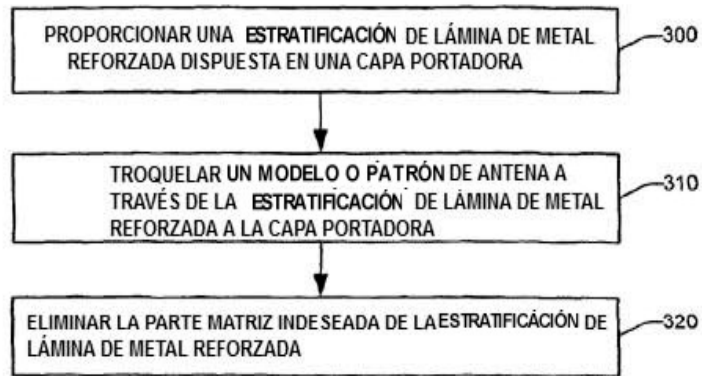 PROPORCIONAR UNA ESTRATIFICACIÓN DE LÁMINA DE METAL
REFORZADA DISPUESTA EN UNA CAPA PORTADORA
300
TROQUELAR UN MODELO O PATRÓN DE ANTENA A
TRAVÉS DE LA ESTRATIFICACIÓN DE LÁMINA DE METAL
REFORZADA A LA CAPA PORTADORA
310
ELIMINAR LA PARTE MATRIZ INDESEADA DE LA ESTRATIFICÁCIÓN DE
LÁMINA DE METAL REFORZADA
320